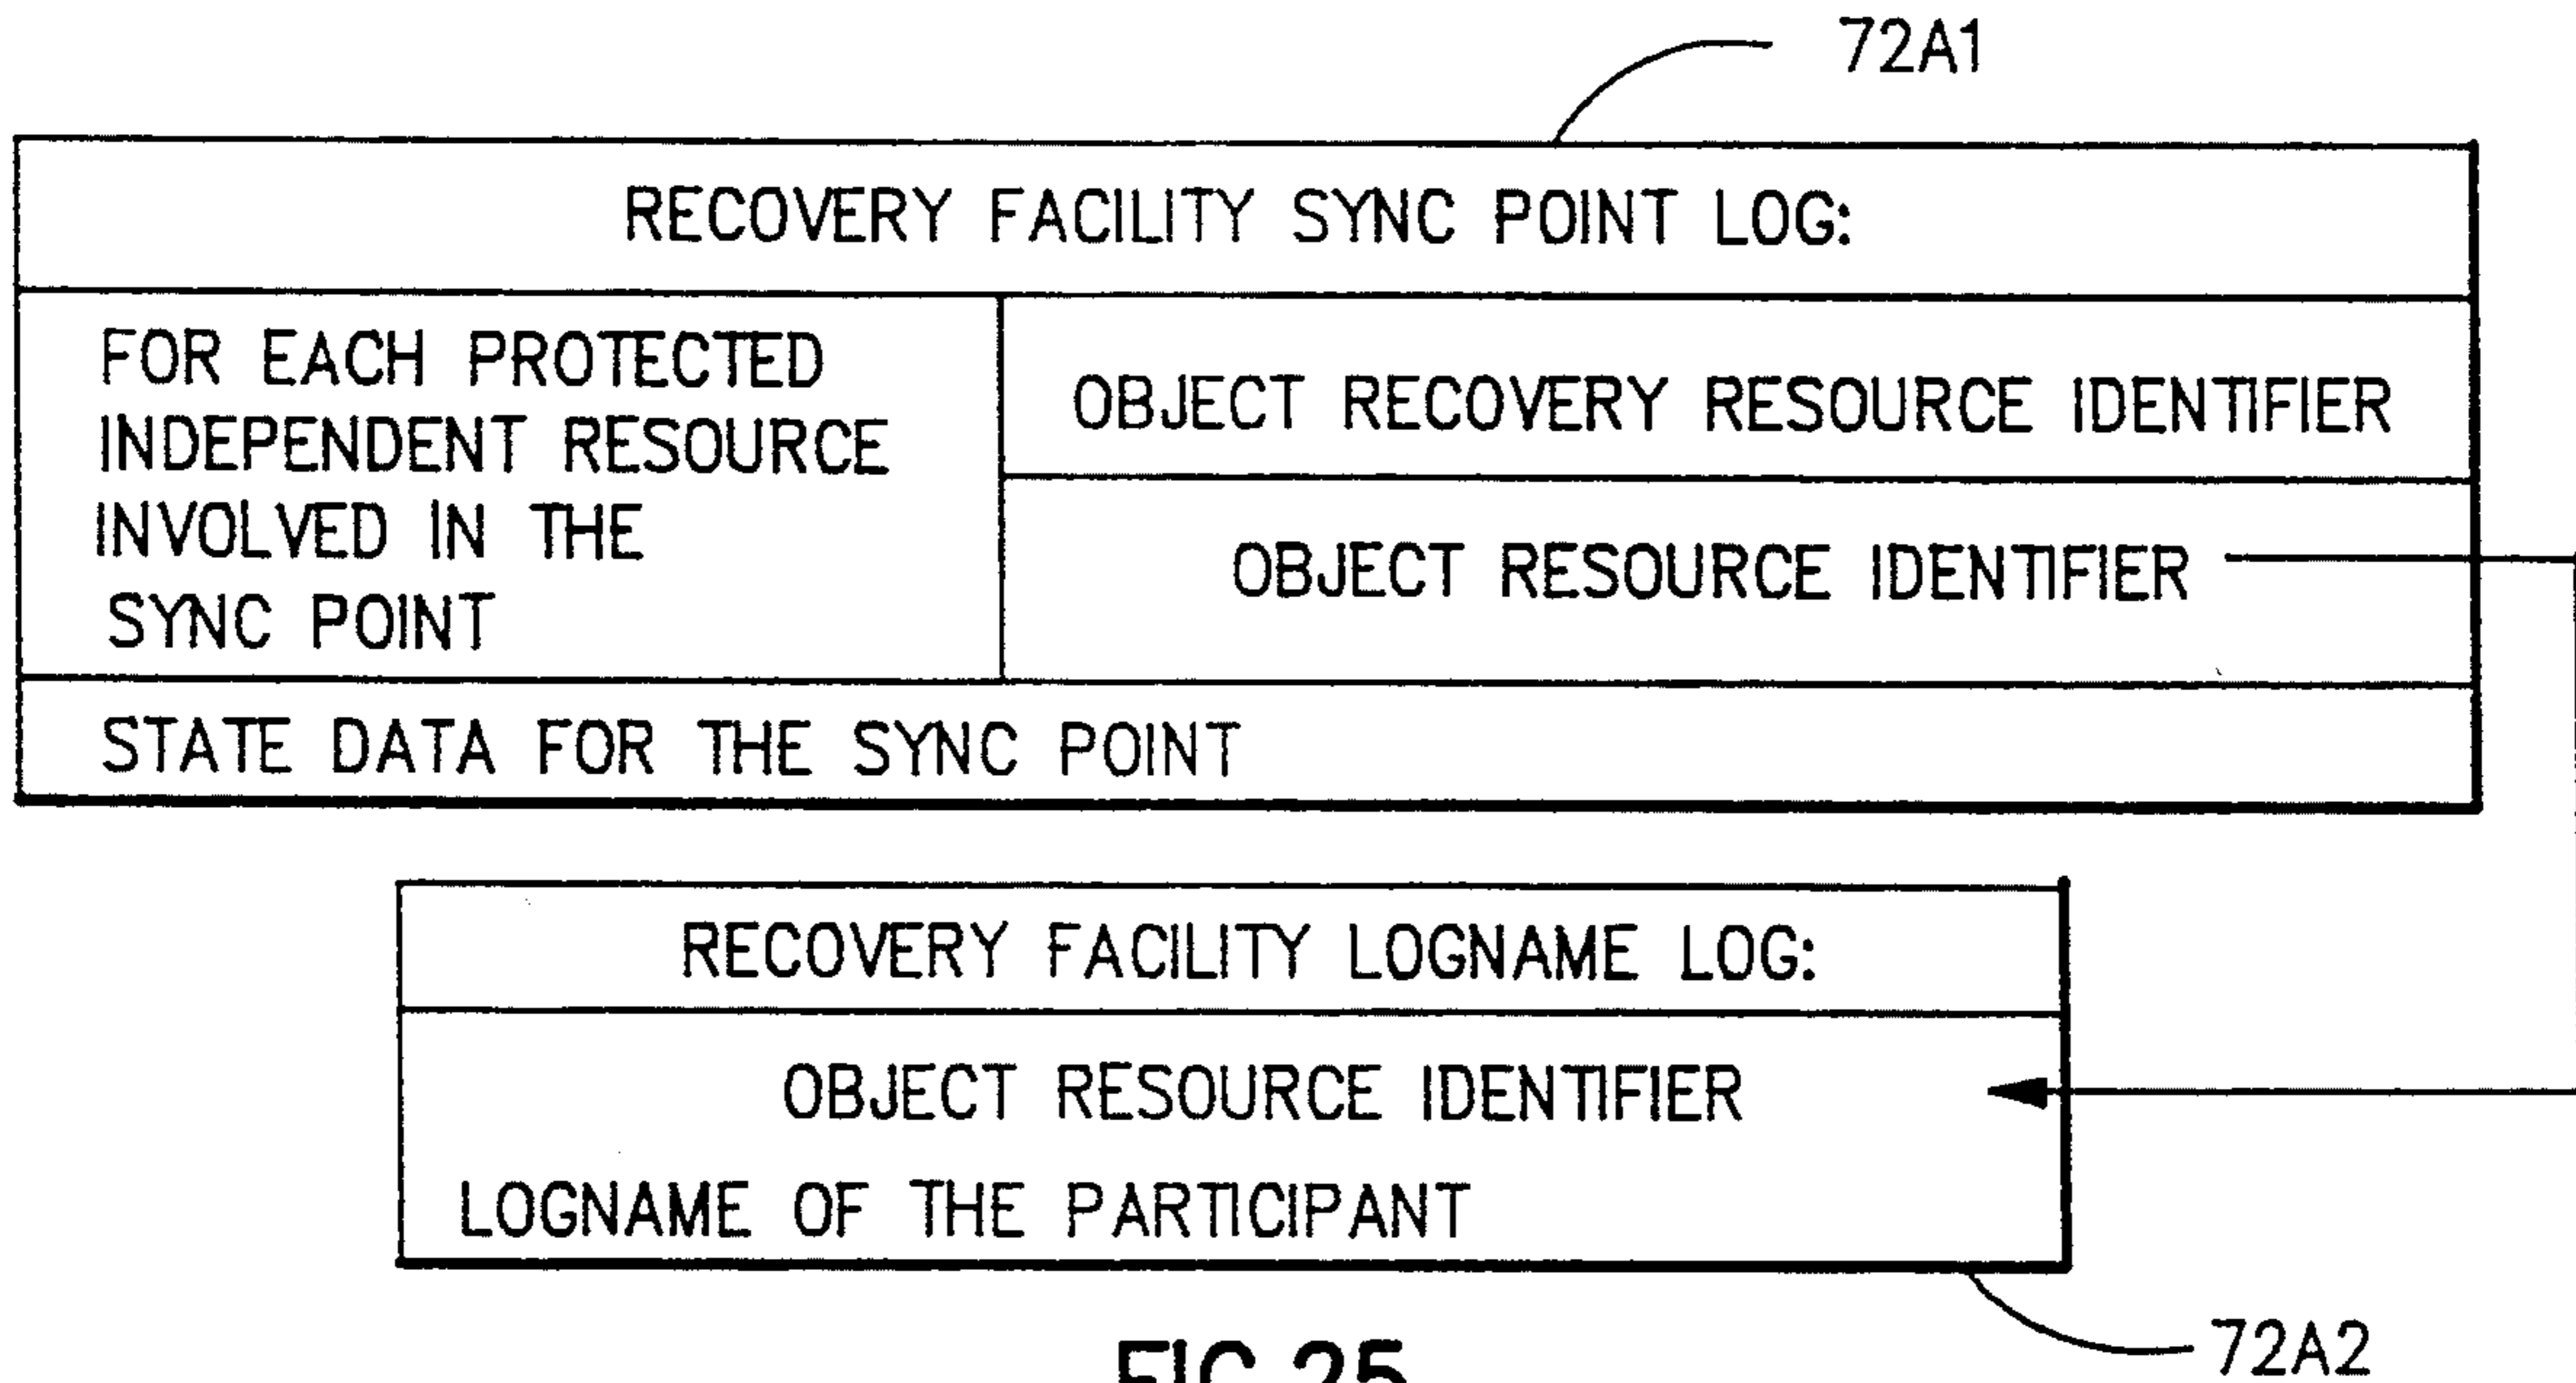 72A1
RECOVERY FACILITY SYNC POINT LOG:
FOR EACH PROTECTED
INDEPENDENT RESOURCE
INVOLVED IN THE
SYNC POINT
OBJECT RECOVERY RESOURCE IDENTIFIER
OBJECT RESOURCE IDENTIFIER
STATE DATA FOR THE SYNC POINT
RECOVERY FACILITY LOGNAME LOG:
OBJECT RESOURCE IDENTIFIER
LOGNAME OF THE PARTICIPANT
72A2
FIG.25